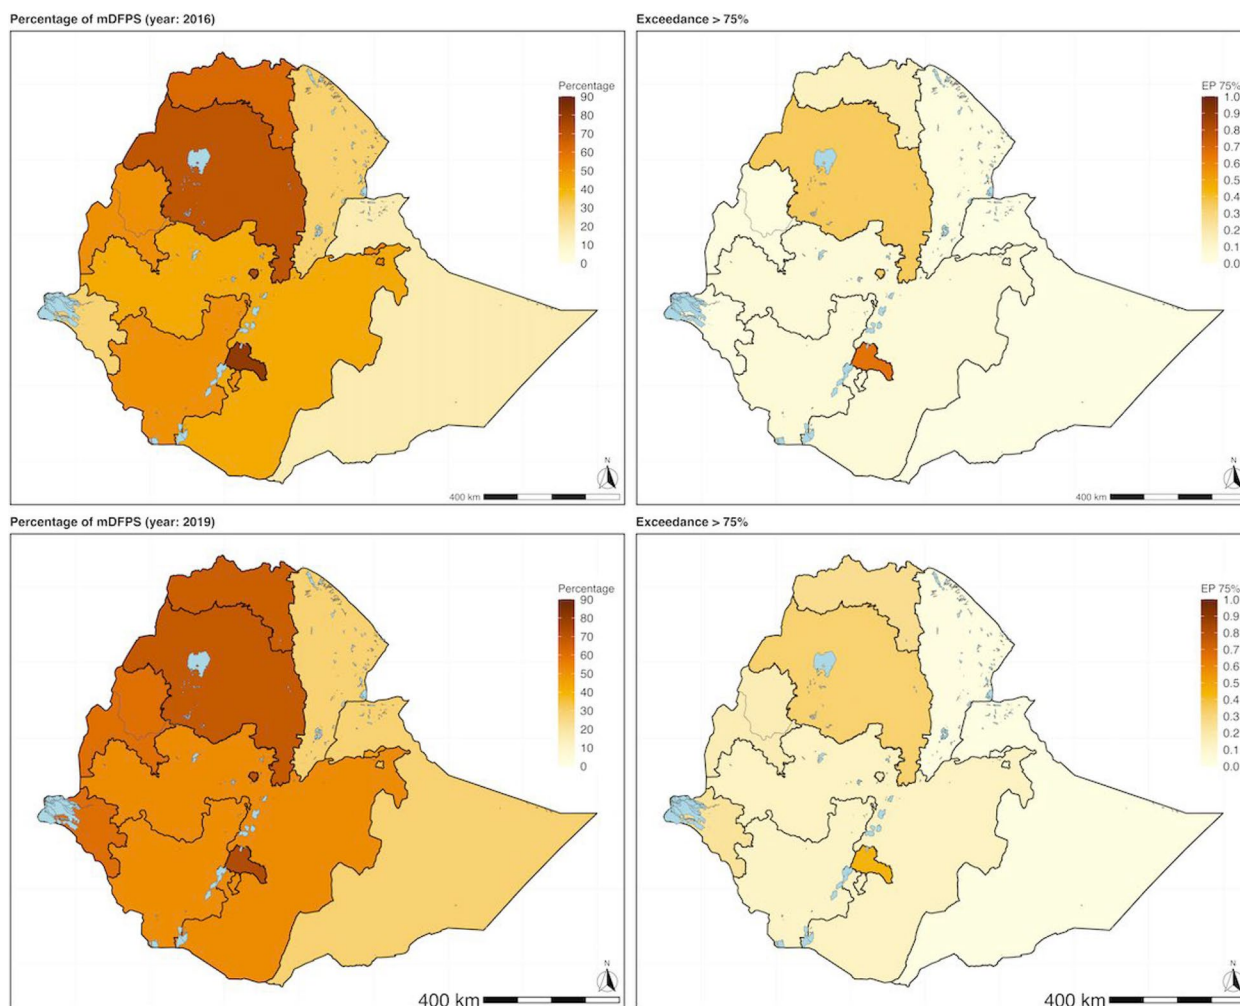 Percentage of mDFPS (year: 2016)
Exceedance > 75%
Percentage
90
80
70
60
50
40
30
20
10
0
N
400 km
EP 75%
1.0
0.9
0.8
0.7
0.6
0.5
0.4
0.3
0.2
0.1
0.0
N
400 km
Percentage of mDFPS (year: 2019)
Exceedance > 75%
Percentage
90
80
70
60
50
40
30
20
10
0
N
400 km
EP 75%
1.0
0.9
0.8
0.7
0.6
0.5
0.4
0.3
0.2
0.1
0.0
N
400 km